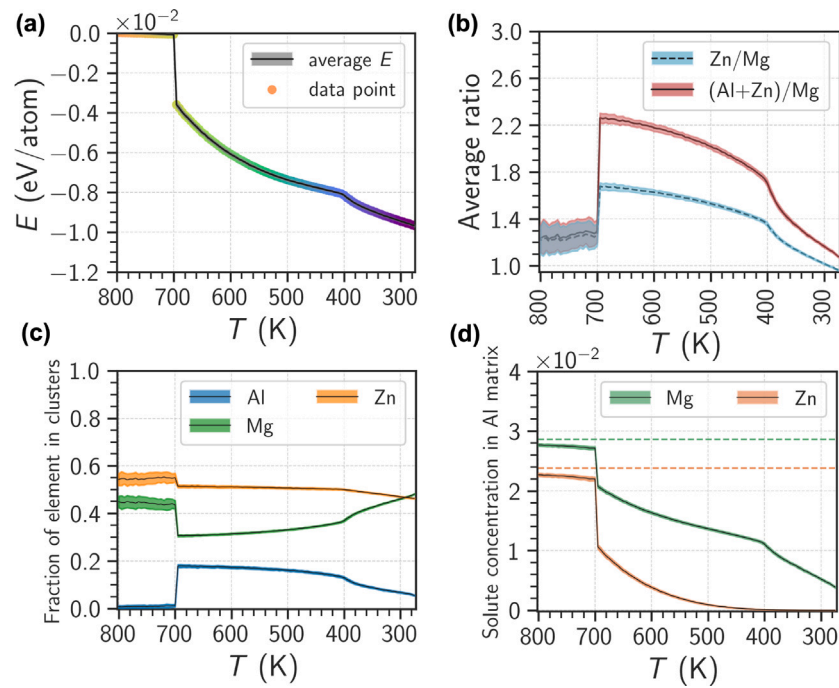 (a)
×10⁻²
0.0
−0.2
−0.4
−0.6
−0.8
−1.0
−1.2
E (eV/atom)
average E
data point
800 700 600 500 400 300
T (K)
(b)
3.0
2.6
2.2
1.8
1.4
1.0
Average ratio
Zn/Mg
(Al+Zn)/Mg
800 700 600 500 400 300
T (K)
(c)
1.0
0.8
0.6
0.4
0.2
0.0
Fraction of element in clusters
Al
Mg
Zn
800 700 600 500 400 300
T (K)
(d)
×10⁻²
4
3
2
1
0
Solute concentration in Al matrix
Mg
Zn
800 700 600 500 400 300
T (K)